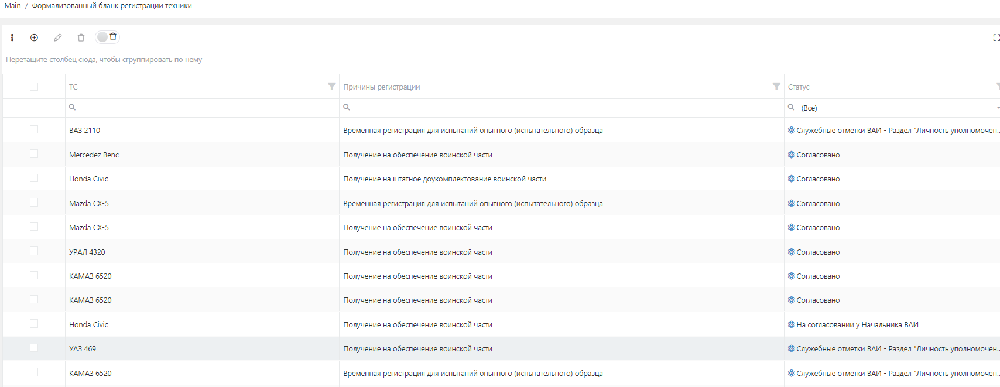 Main / Формализованный бланк регистрации техники
Перетащите столбец сюда, чтобы сгруппировать по нему
ТС Причины регистрации Статус
(Все)
ВАЗ 2110 Временная регистрация для испытаний опытного (испытательного) образца Служебные отметки ВАИ - Раздел "Личность уполномочен...
Mercedez Benc Получение на обеспечение воинской части Согласовано
Honda Civic Получение на штатное доукомплектование воинской части Согласовано
Mazda CX-5 Временная регистрация для испытаний опытного (испытательного) образца Согласовано
Mazda CX-5 Получение на обеспечение воинской части Согласовано
УРАЛ 4320 Получение на обеспечение воинской части Согласовано
КАМАЗ 6520 Получение на обеспечение воинской части Согласовано
КАМАЗ 6520 Получение на обеспечение воинской части Согласовано
Honda Civic Получение на обеспечение воинской части На согласовании у Начальника ВАИ
УАЗ 469 Получение на обеспечение воинской части Служебные отметки ВАИ - Раздел "Личность уполномочен...
КАМАЗ 6520 Временная регистрация для испытаний опытного (испытательного) образца Служебные отметки ВАИ - Раздел "Личность уполномочен...